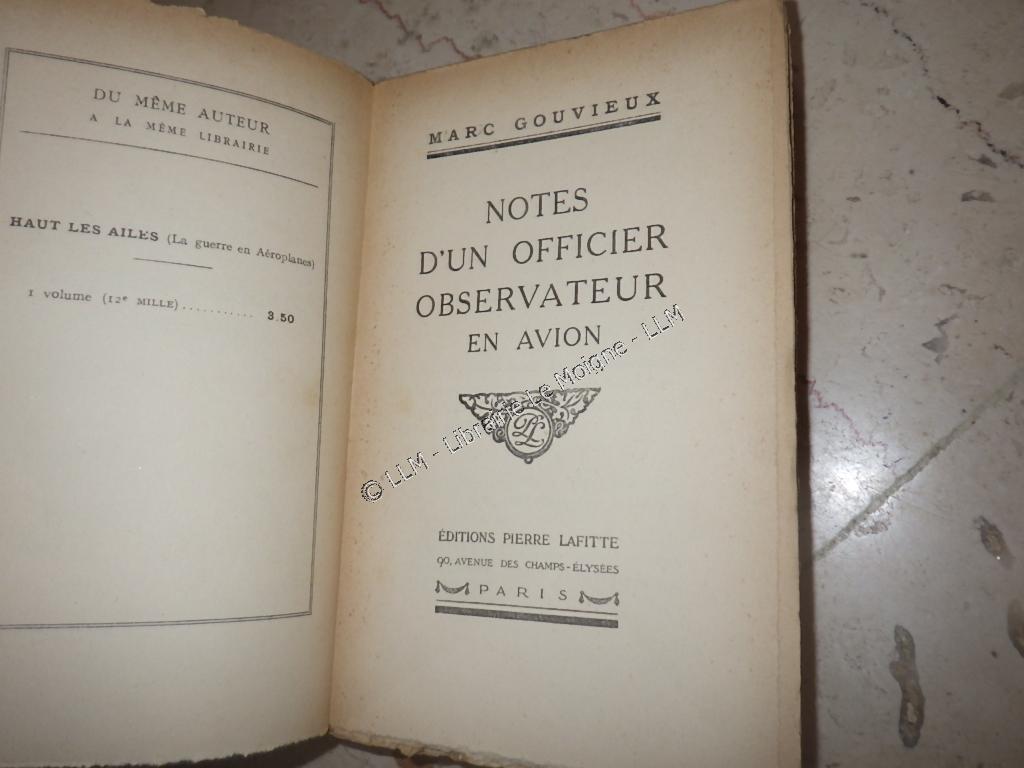 DU MÊME AUTEUR
A LA MÊME LIBRAIRIE
HAUT LES AILES (La guerre en Aéroplanes)
1 volume (12e MILLE)........... 3.50
MARC GOUVIEUX
NOTES
D'UN OFFICIER
OBSERVATEUR
EN AVION
PL
ÉDITIONS PIERRE LAFITTE
90, AVENUE DES CHAMPS-ÉLYSÉES
PARIS
© LLM - Librairie Le Moigne - LLM